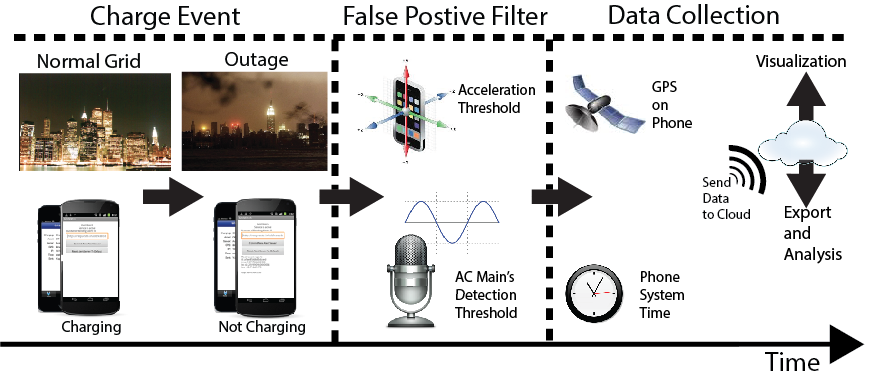 Charge Event
False Postive Filter
Data Collection
Normal Grid
Outage
Charging
Not Charging
Acceleration
Threshold
AC Main's
Detection
Threshold
GPS
on
Phone
Phone
System
Time
Send
Data
to Cloud
Visualization
Export
and
Analysis
Time